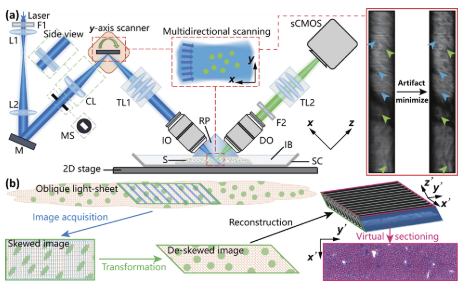 (a)
Laser
F1
L1
Side view
y-axis scanner
Multidirectional scanning
y
x
sCMOS
Artifact
minimize
L2
CL
MS
M
TL1
TL2
IO
RP
DO
F2
IB
S
SC
2D stage
x
z
(b)
Oblique light-sheet
Image acquisition
Reconstruction
z'
y'
x'
Skewed image
De-skewed image
Transformation
Virtual sectioning
y'
x'